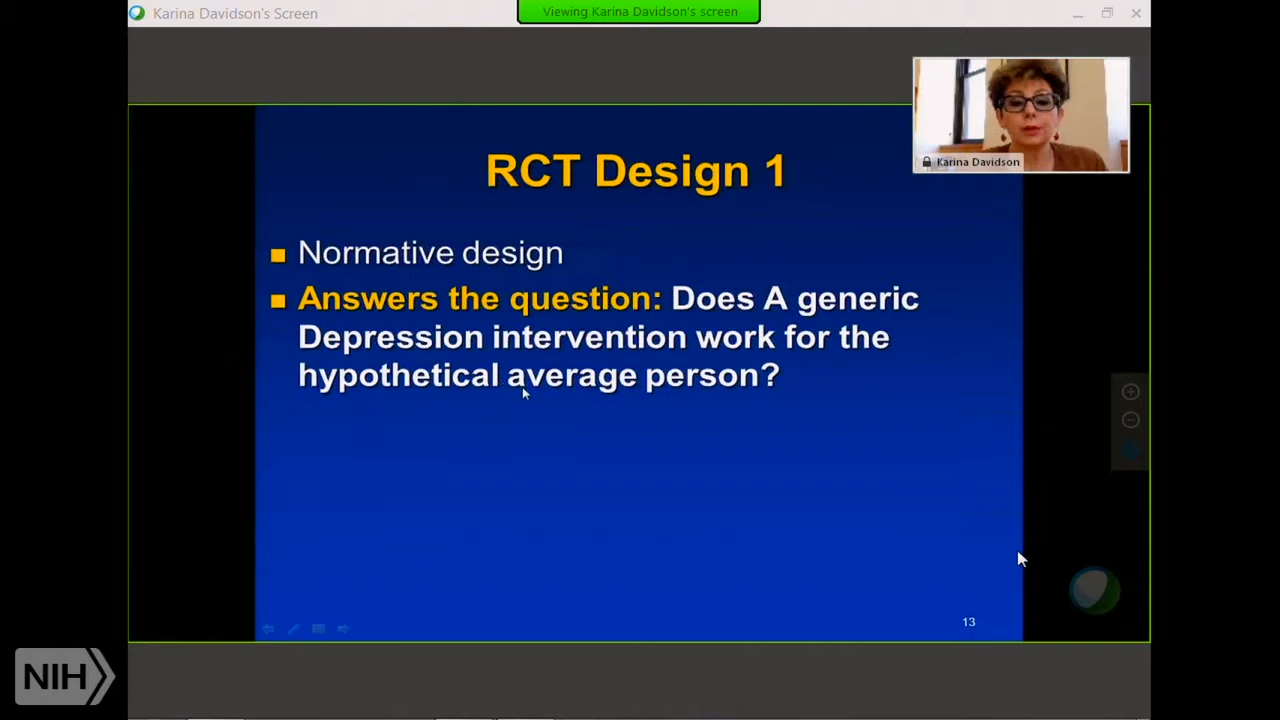 Karina Davidson's Screen
Viewing Karina Davidson's screen
Karina Davidson
RCT Design 1
Normative design
Answers the question: Does A generic
Depression intervention work for the
hypothetical average person?
13
NIH